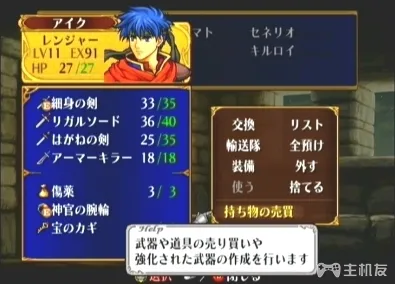 アイク
レンジャー
LV11 EX91
HP 27/27
マト セネリオ
キルロイ
細身の剣 33/35
リガルソード 36/40
はがねの剣 25/35
アーマーキラー 18/18
傷薬 3/ 3
神官の腕輪
宝のカギ
交換 リスト
輸送隊 全預け
装備 外す
使う 捨てる
持ち物の売買
Help
武器や道具の売り買いや
強化された武器の作成を行います
選択 閉じる
主机友